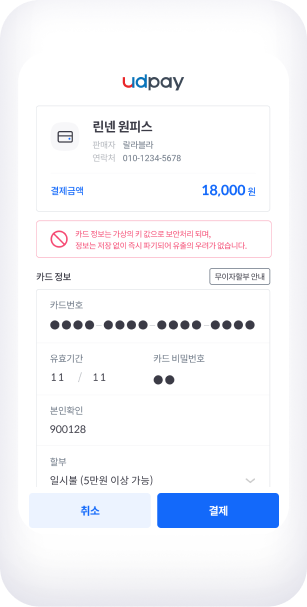 udpay
린넨 원피스
판매자 랄라블라
연락처 010-1234-5678
결제금액 18,000 원
카드 정보는 가상의 키 값으로 보안처리 되며,
정보는 저장 없이 즉시 파기되어 유출의 우려가 없습니다.
카드 정보 무이자할부 안내
카드번호
●●●●-●●●●-●●●●-●●●●
유효기간 카드 비밀번호
11 / 11 ●●
본인확인
900128
할부
일시불 (5만원 이상 가능)
취소 결제